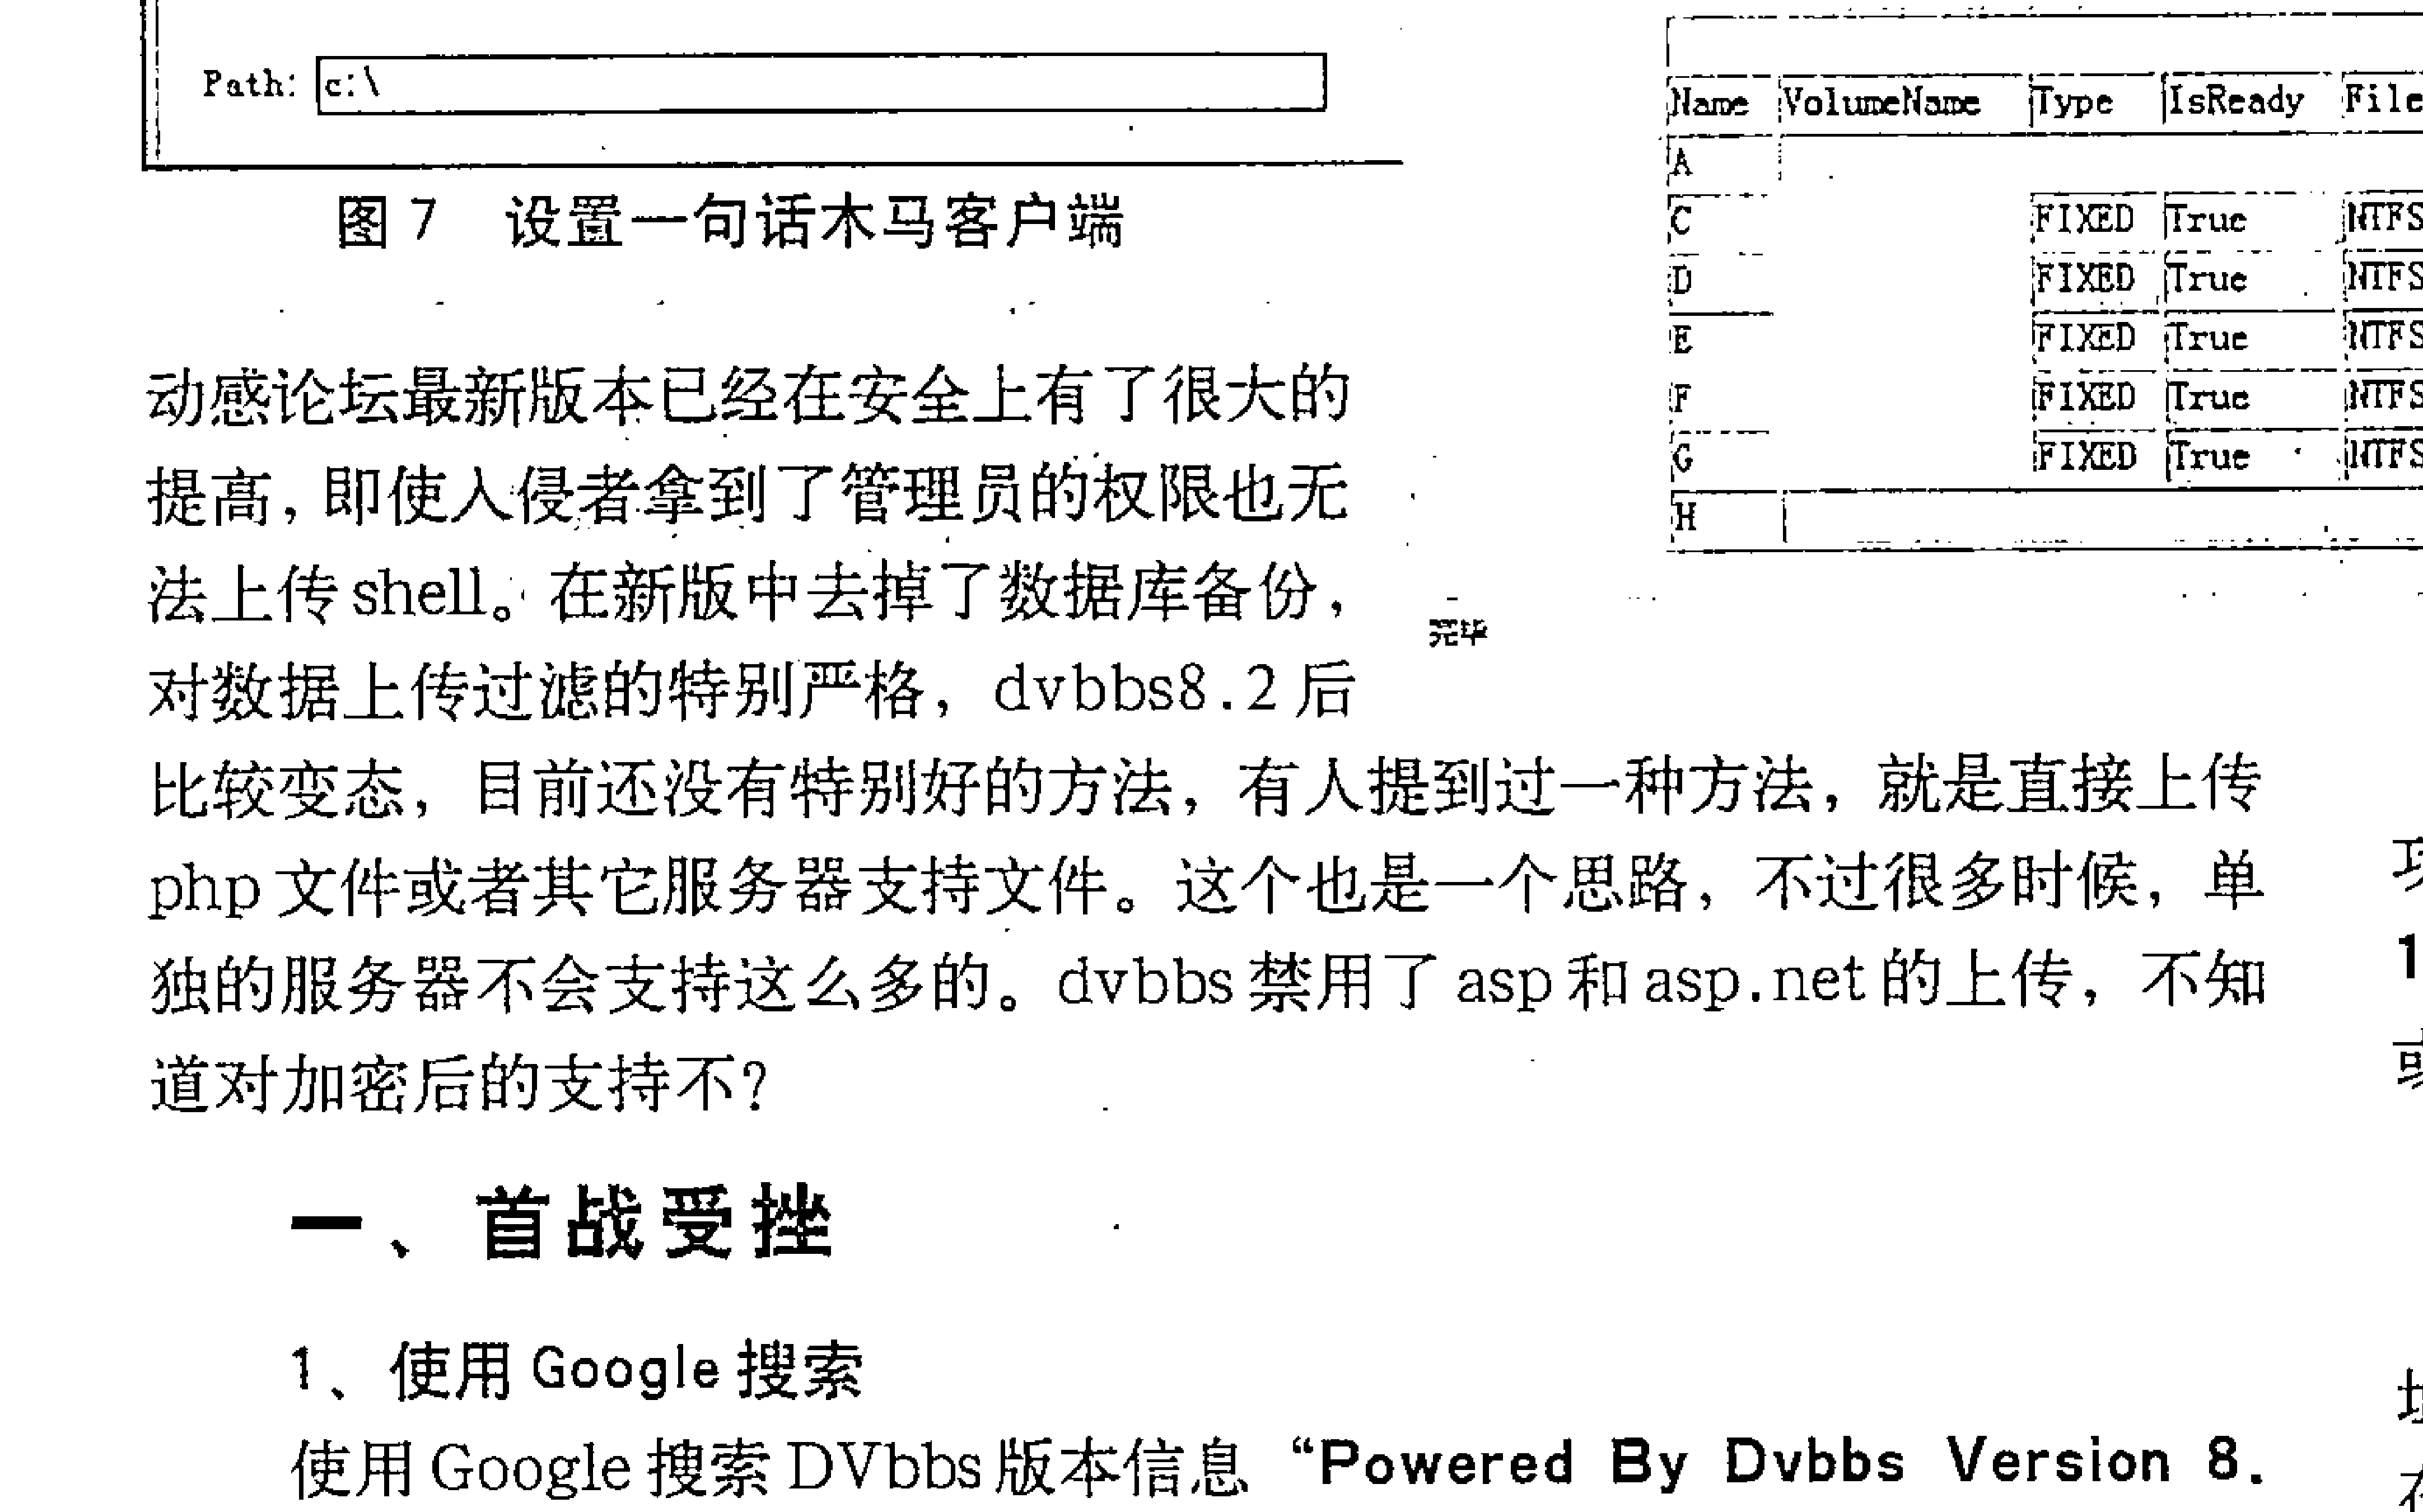 Path: c:\
图 7 设置一句话木马客户端
动感论坛最新版本已经在安全上有了很大的
提高，即使入侵者拿到了管理员的权限也无
法上传shell。在新版中去掉了数据库备份，
对数据上传过滤的特别严格，dvbbs8.2后
比较变态，目前还没有特别好的方法，有人提到过一种方法，就是直接上传
php文件或者其它服务器支持文件。这个也是一个思路，不过很多时候，单
独的服务器不会支持这么多的。dvbbs禁用了asp和asp.net的上传，不知
道对加密后的支持不？
一、首战受挫
1、使用Google搜索
使用Google搜索DVbbs版本信息“Powered By Dvbbs Version 8.
Name VolumeName Type IsReady File
A
C FIXED True NTFS
D FIXED True NTFS
E FIXED True NTFS
F FIXED True NTFS
G FIXED True NTFS
H
完毕
1